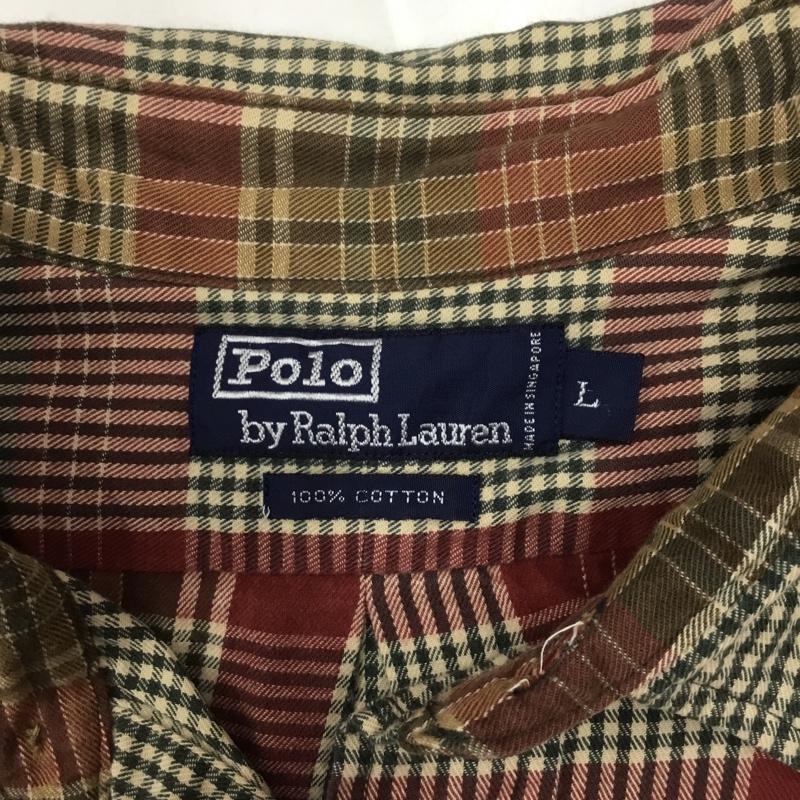 Polo
by Ralph Lauren
MADE IN SINGAPORE
L
100% COTTON